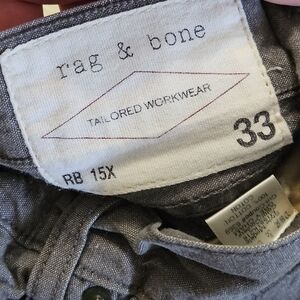 rag & bone
TAILORED WORKWEAR
33
RB 15X